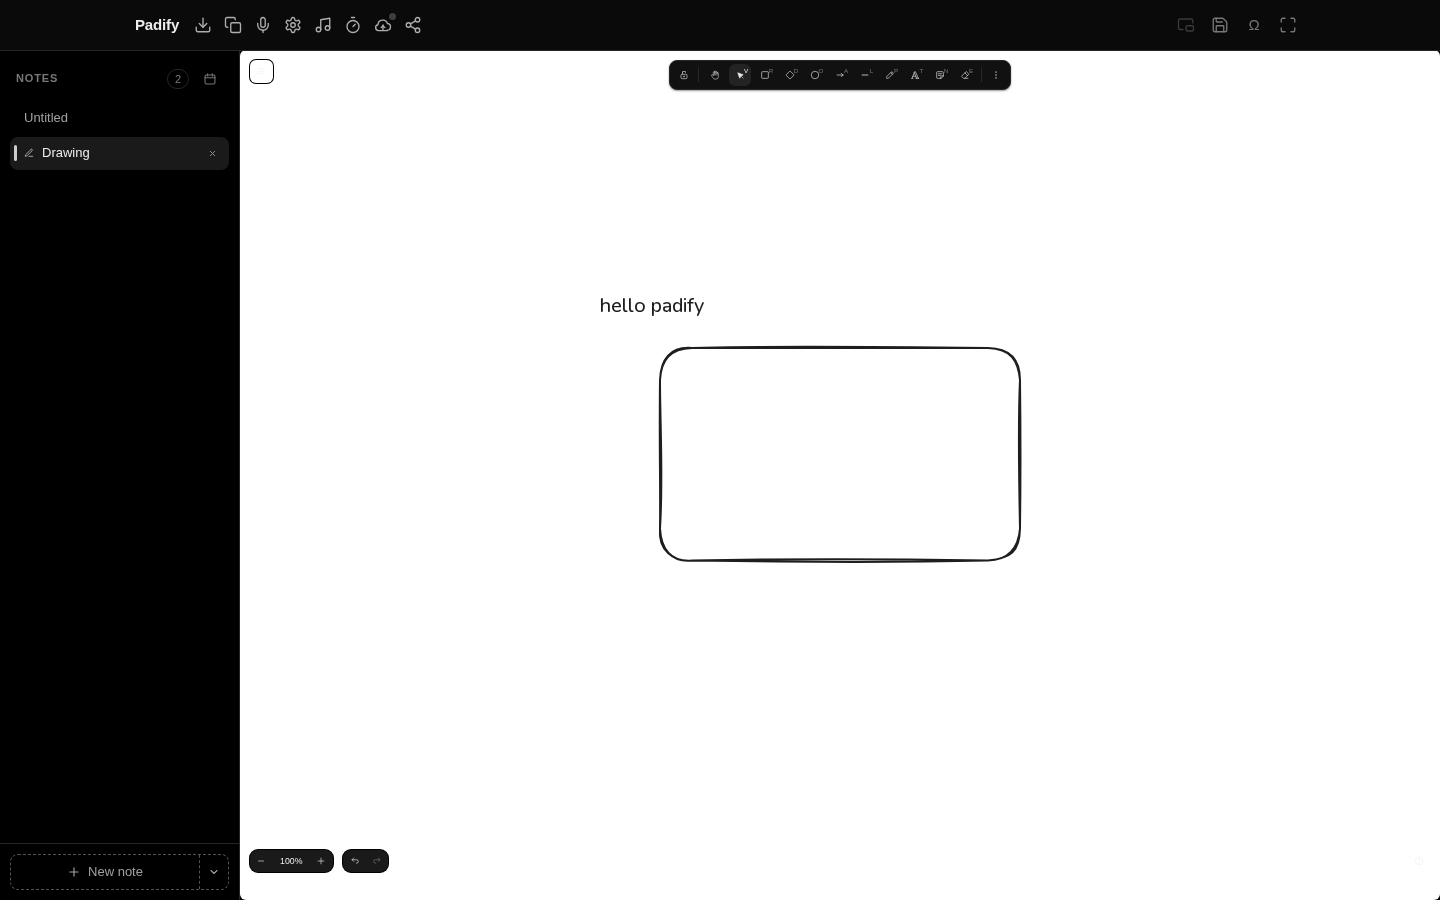 Padify
Ω
NOTES
2
Untitled
Drawing
V
R
D
O
A
L
P
A T
N
E
hello padify
New note
100%